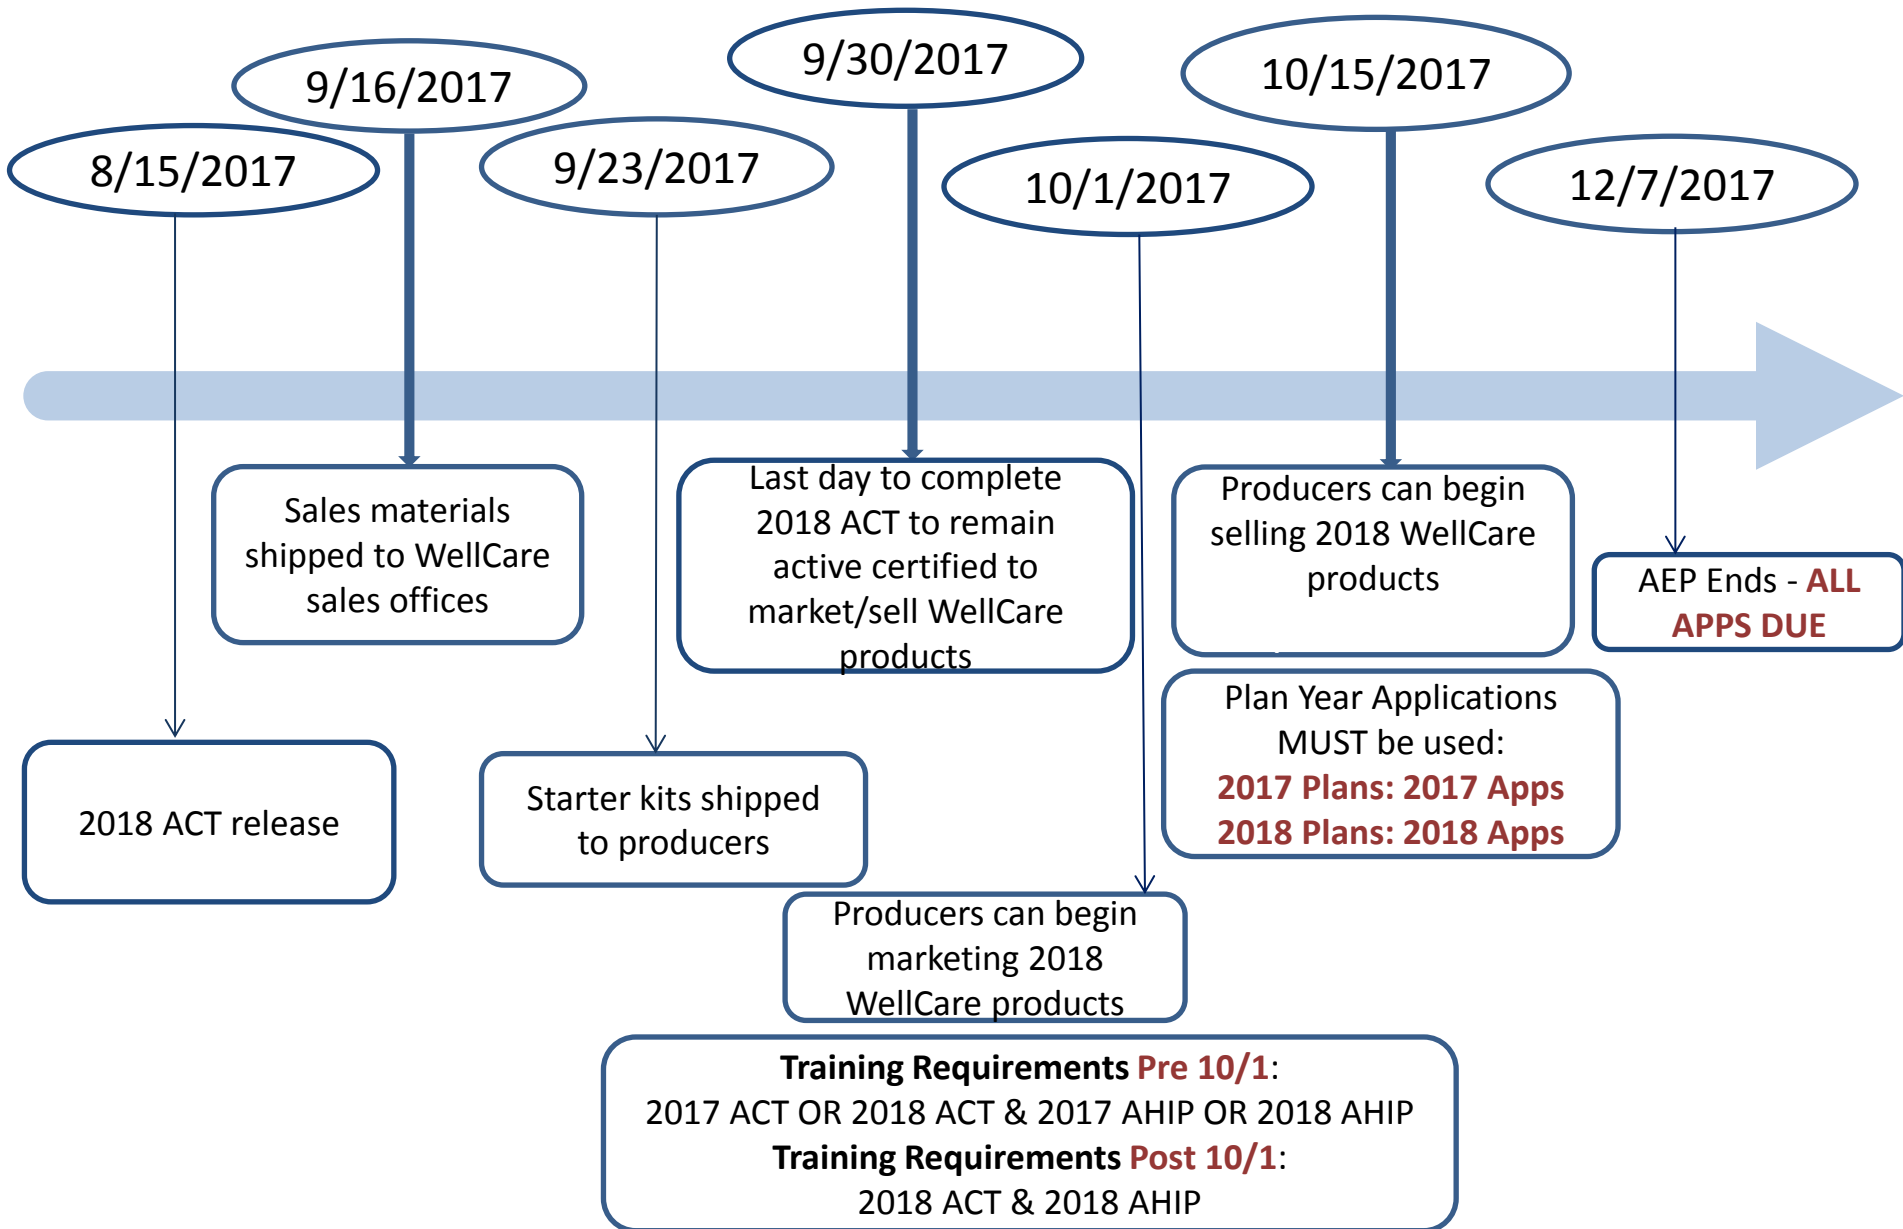 9/16/2017
9/30/2017
10/15/2017
8/15/2017
9/23/2017
10/1/2017
12/7/2017
Sales materials
shipped to WellCare
sales offices
Last day to complete
2018 ACT to remain
active certified to
market/sell WellCare
products
Producers can begin
selling 2018 WellCare
products
AEP Ends - ALL
APPS DUE
Plan Year Applications
MUST be used:
2017 Plans: 2017 Apps
2018 Plans: 2018 Apps
2018 ACT release
Starter kits shipped
to producers
Producers can begin
marketing 2018
WellCare products
Training Requirements Pre 10/1:
2017 ACT OR 2018 ACT & 2017 AHIP OR 2018 AHIP
Training Requirements Post 10/1:
2018 ACT & 2018 AHIP